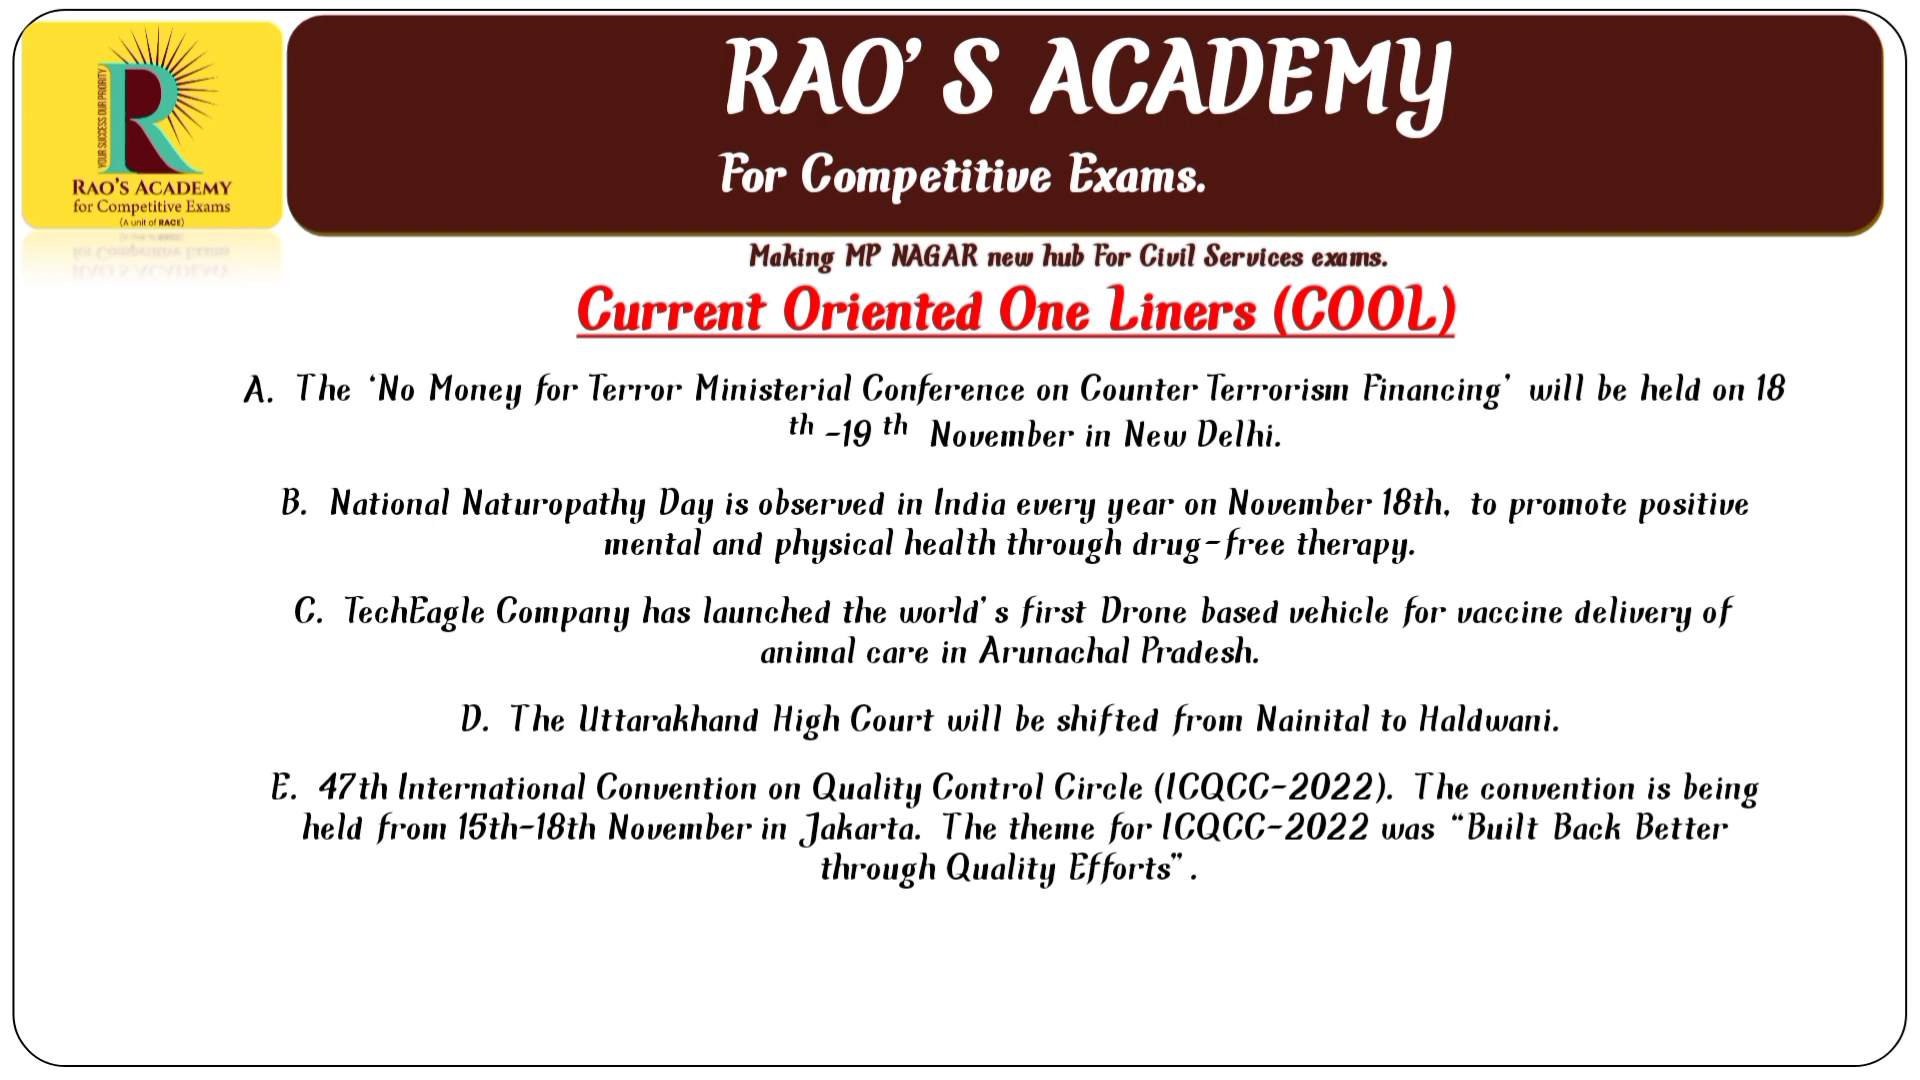 YOUR SUCCESS OUR PRIORITY
RAO'S ACADEMY
for Competitive Exams
(A unit of RACE)
RAO'S ACADEMY
For Competitive Exams.
Making MP NAGAR new hub For Civil Services exams.
Current Oriented One Liners (COOL)
A. The ‘No Money for Terror Ministerial Conference on Counter Terrorism Financing’ will be held on 18
th -19 th November in New Delhi.
B. National Naturopathy Day is observed in India every year on November 18th, to promote positive
mental and physical health through drug-free therapy.
C. TechEagle Company has launched the world's first Drone based vehicle for vaccine delivery of
animal care in Arunachal Pradesh.
D. The Uttarakhand High Court will be shifted from Nainital to Haldwani.
E. 47th International Convention on Quality Control Circle (ICQCC-2022). The convention is being
held from 15th-18th November in Jakarta. The theme for ICQCC-2022 was “Built Back Better
through Quality Efforts”.